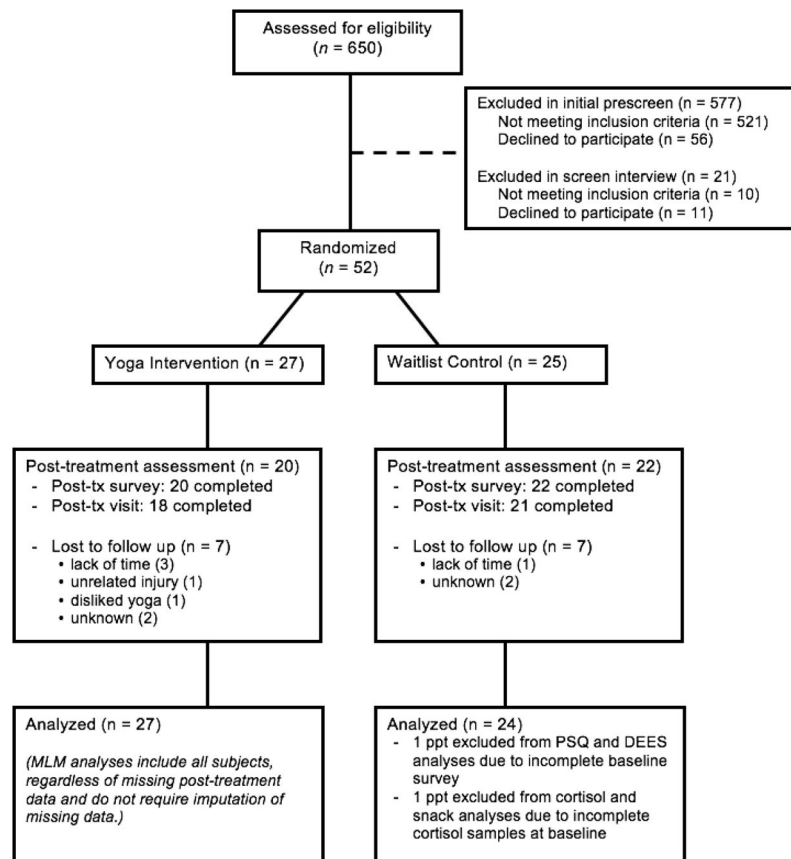 Assessed for eligibility
(n = 650)
Excluded in initial prescreen (n = 577)
Not meeting inclusion criteria (n = 521)
Declined to participate (n = 56)
Excluded in screen interview (n = 21)
Not meeting inclusion criteria (n = 10)
Declined to participate (n = 11)
Randomized
(n = 52)
Yoga Intervention (n = 27)
Waitlist Control (n = 25)
Post-treatment assessment (n = 20)
- Post-tx survey: 20 completed
- Post-tx visit: 18 completed
- Lost to follow up (n = 7)
• lack of time (3)
• unrelated injury (1)
• disliked yoga (1)
• unknown (2)
Post-treatment assessment (n = 22)
- Post-tx survey: 22 completed
- Post-tx visit: 21 completed
- Lost to follow up (n = 7)
• lack of time (1)
• unknown (2)
Analyzed (n = 27)
(MLM analyses include all subjects,
regardless of missing post-treatment
data and do not require imputation of
missing data.)
Analyzed (n = 24)
- 1 ppt excluded from PSQ and DEES
analyses due to incomplete baseline
survey
- 1 ppt excluded from cortisol and
snack analyses due to incomplete
cortisol samples at baseline